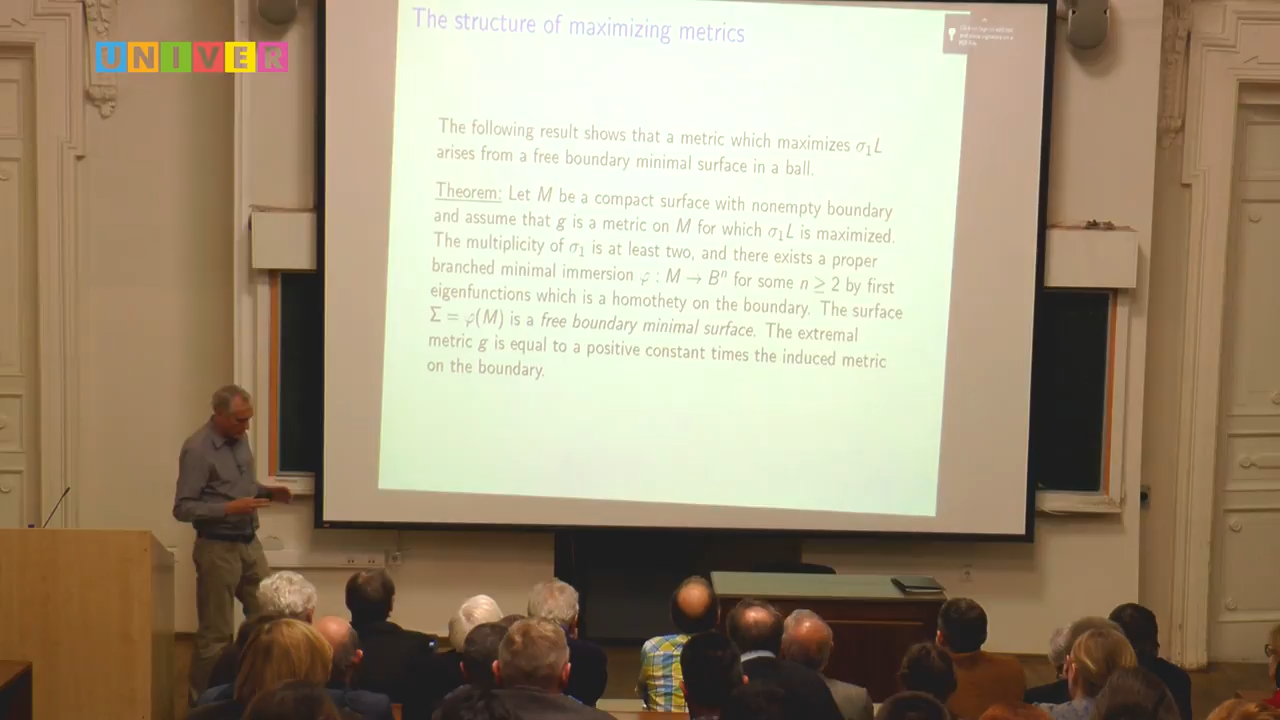 UNIVER
The structure of maximizing metrics
The following result shows that a metric which maximizes σ₁L
arises from a free boundary minimal surface in a ball.
Theorem: Let M be a compact surface with nonempty boundary
and assume that g is a metric on M for which σ₁L is maximized.
The multiplicity of σ₁ is at least two, and there exists a proper
branched minimal immersion φ : M → Bⁿ for some n ≥ 2 by first
eigenfunctions which is a homothety on the boundary. The surface
Σ = φ(M) is a free boundary minimal surface. The extremal
metric g is equal to a positive constant times the induced metric
on the boundary.